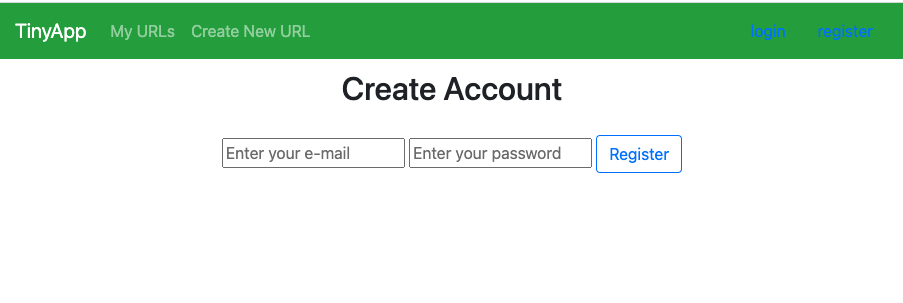 TinyApp My URLs Create New URL login register
Create Account
Enter your e-mail Enter your password Register